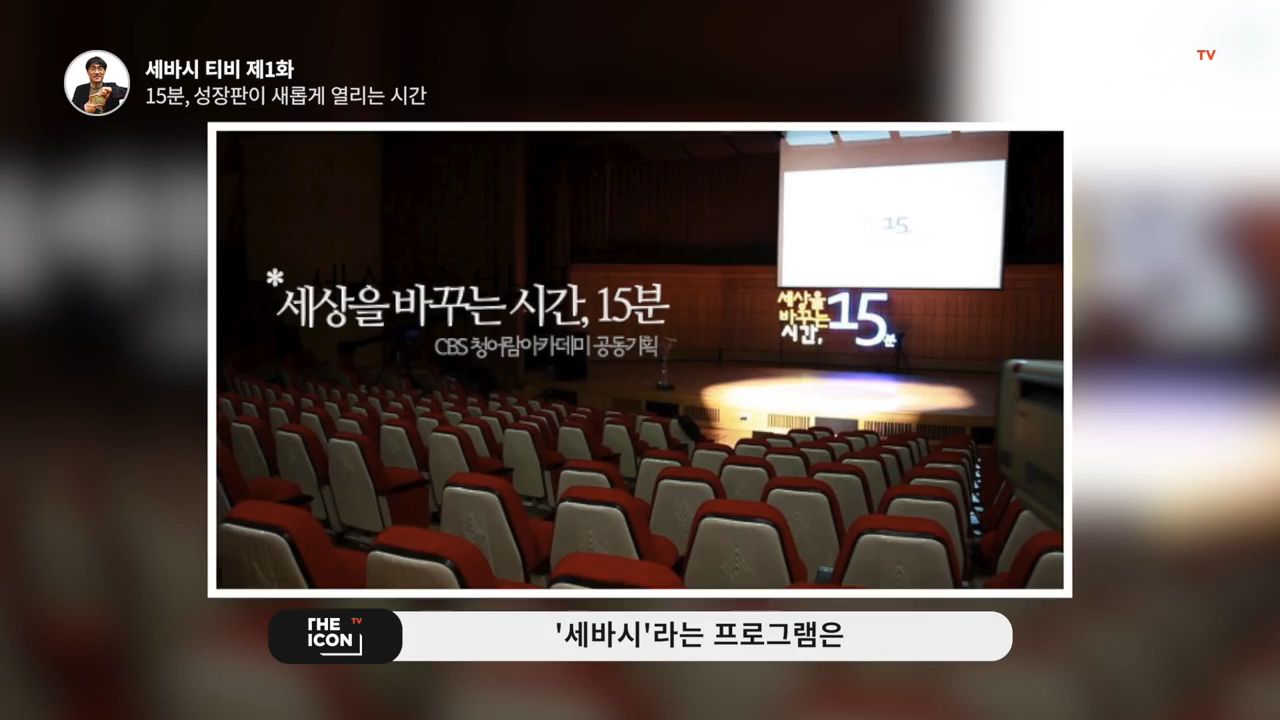 세바시 티비 제1화
15분, 성장판이 새롭게 열리는 시간
TV
15
*세상을 바꾸는 시간, 15분
CBS 청어람아카데미 공동기획
세상을
바꾸는
시간, 15분
THE TV
ICON
'세바시'라는 프로그램은